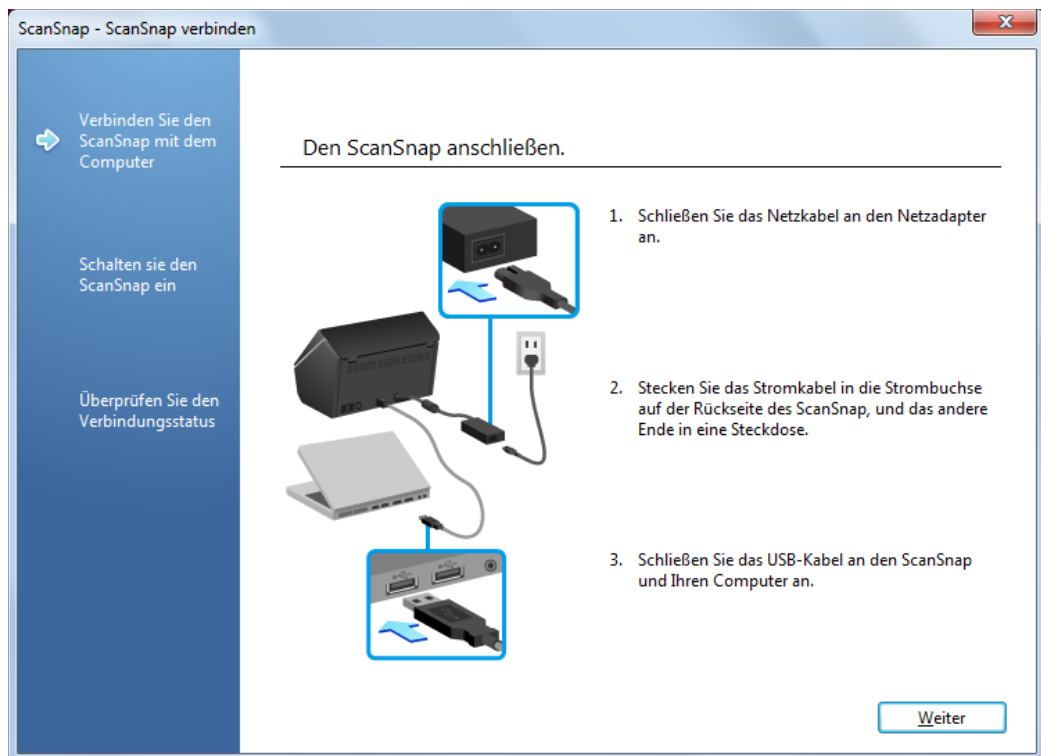 ScanSnap - ScanSnap verbinden
Verbinden Sie den
ScanSnap mit dem
Computer
Schalten sie den
ScanSnap ein
Überprüfen Sie den
Verbindungsstatus
Den ScanSnap anschließen.
1. Schließen Sie das Netzkabel an den Netzadapter
an.
2. Stecken Sie das Stromkabel in die Strombuchse
auf der Rückseite des ScanSnap, und das andere
Ende in eine Steckdose.
3. Schließen Sie das USB-Kabel an den ScanSnap
und Ihren Computer an.
Weiter